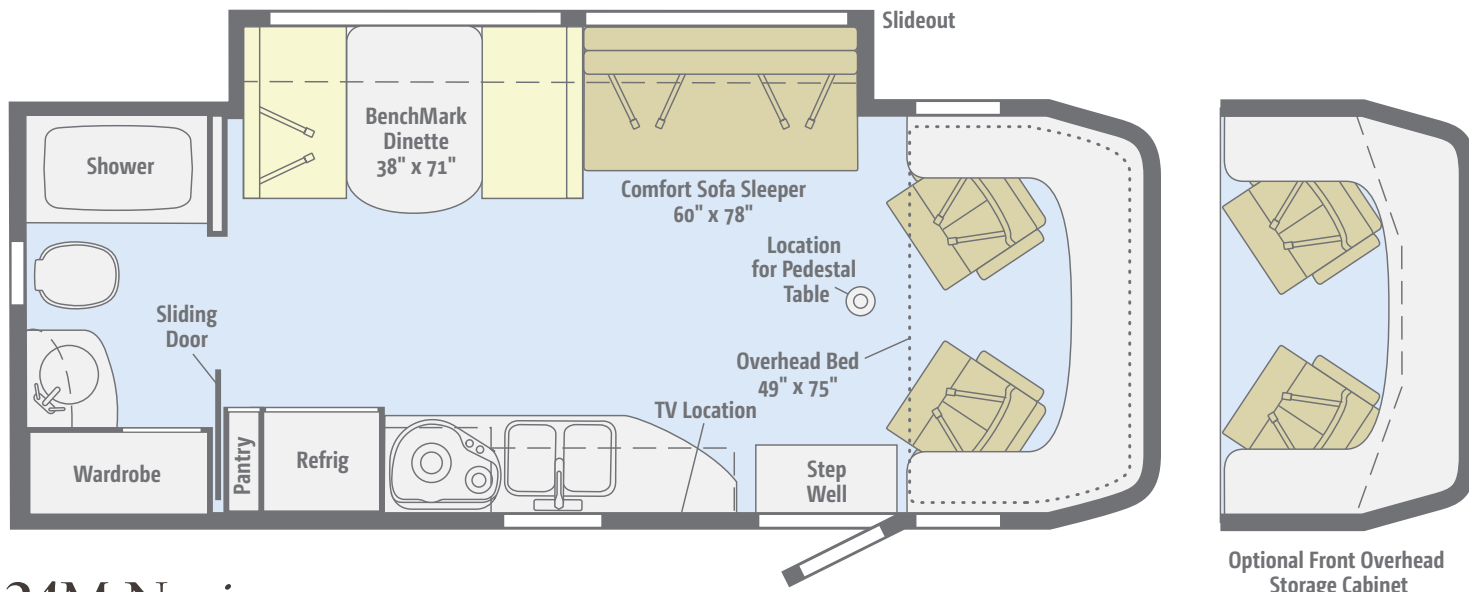 Slideout
BenchMark
Dinette
38" x 71"
Shower
Comfort Sofa Sleeper
60" x 78"
Location
for Pedestal
Table
Sliding
Door
Overhead Bed
49" x 75"
TV Location
Wardrobe
Pantry
Refrig
Step
Well
Optional Front Overhead
Storage Cabinet
24M